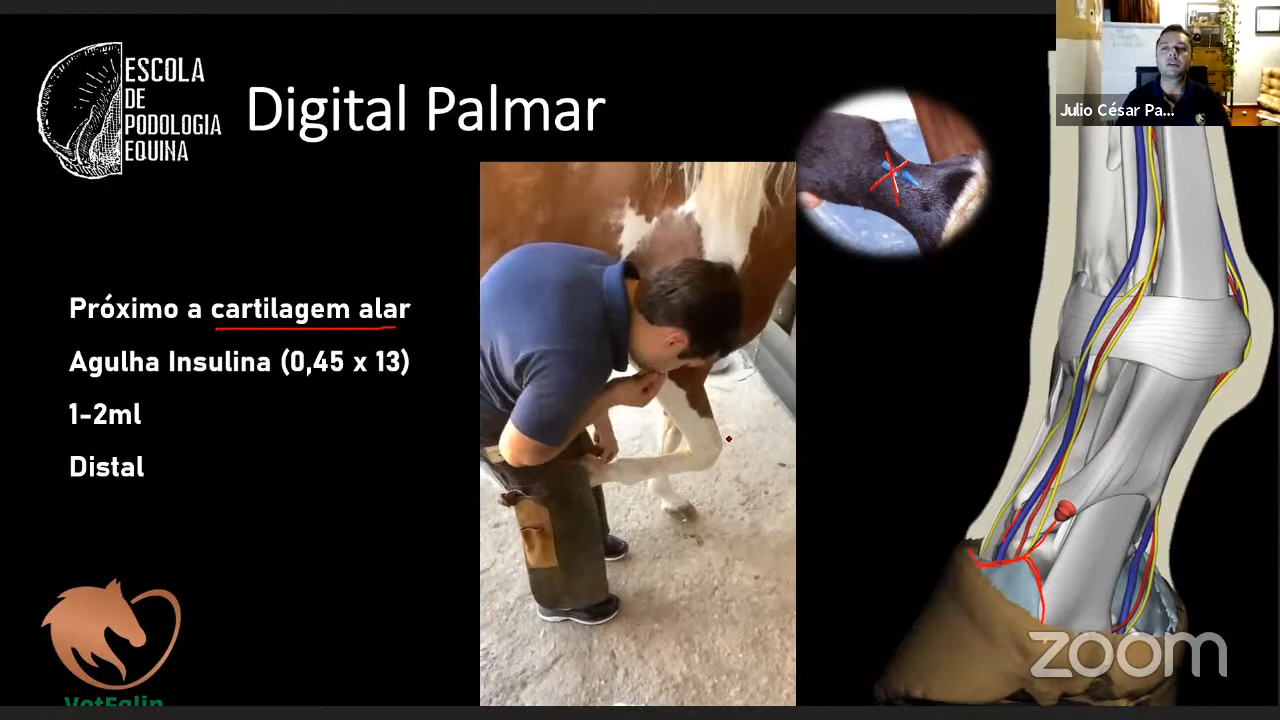 ESCOLA
DE
PODOLOGIA
EQUINA
Digital Palmar
Julio César Pa...
Próximo a cartilagem alar
Agulha Insulina (0,45 x 13)
1-2ml
Distal
zoom